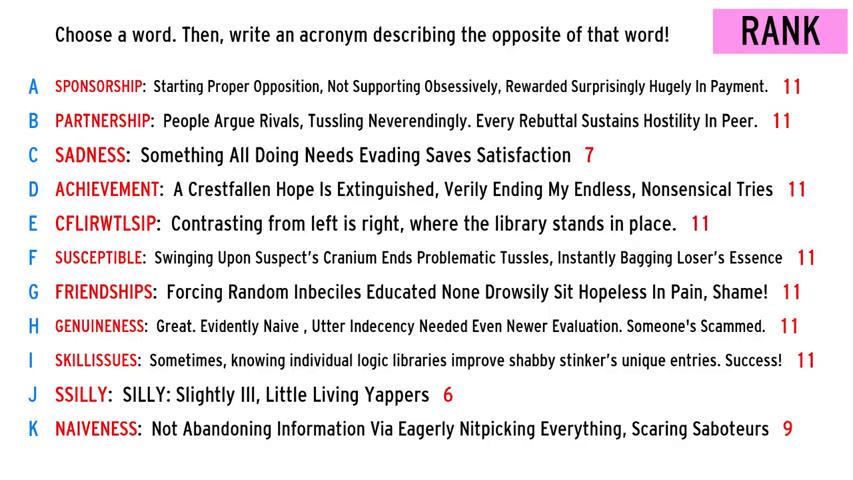 Choose a word. Then, write an acronym describing the opposite of that word!
RANK
A SPONSORSHIP: Starting Proper Opposition, Not Supporting Obsessively, Rewarded Surprisingly Hugely In Payment. 11
B PARTNERSHIP: People Argue Rivals, Tussling Neverendingly. Every Rebuttal Sustains Hostility In Peer. 11
C SADNESS: Something All Doing Needs Evading Saves Satisfaction 7
D ACHIEVEMENT: A Crestfallen Hope Is Extinguished, Verily Ending My Endless, Nonsensical Tries 11
E CFLIRWTLSIP: Contrasting from left is right, where the library stands in place. 11
F SUSCEPTIBLE: Swinging Upon Suspect's Cranium Ends Problematic Tussles, Instantly Bagging Loser's Essence 11
G FRIENDSHIPS: Forcing Random Inbeciles Educated None Drowsily Sit Hopeless In Pain, Shame! 11
H GENUINENESS: Great. Evidently Naive , Utter Indecency Needed Even Newer Evaluation. Someone's Scammed. 11
I SKILLISSUES: Sometimes, knowing individual logic libraries improve shabby stinker's unique entries. Success! 11
J SSILLY: SILLY: Slightly Ill, Little Living Yappers 6
K NAIVENESS: Not Abandoning Information Via Eagerly Nitpicking Everything, Scaring Saboteurs 9